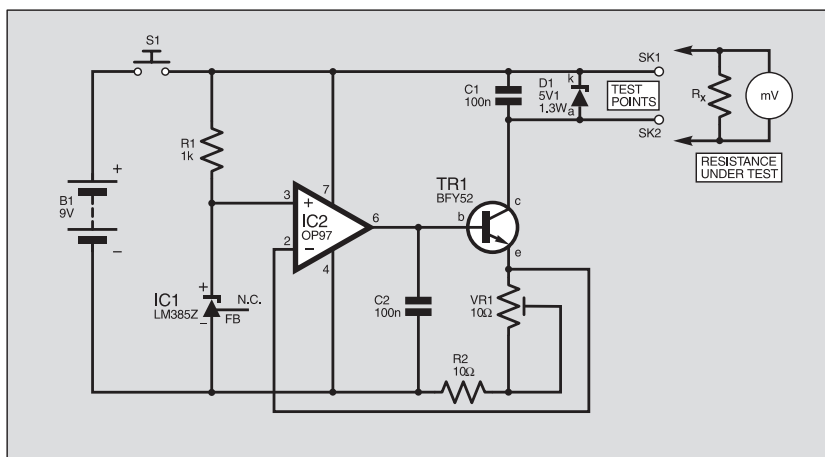 S1
SK1
C1
100n
D1
5V1
1.3W
k
a
TEST
POINTS
SK2
Rx
mV
RESISTANCE
UNDER TEST
R1
1k
+
B1
9V
−
3
+
7
IC2
OP97
2
−
4
6
TR1
BFY52
b
c
e
+
IC1
LM385Z
−
N.C.
FB
C2
100n
VR1
10Ω
R2
10Ω